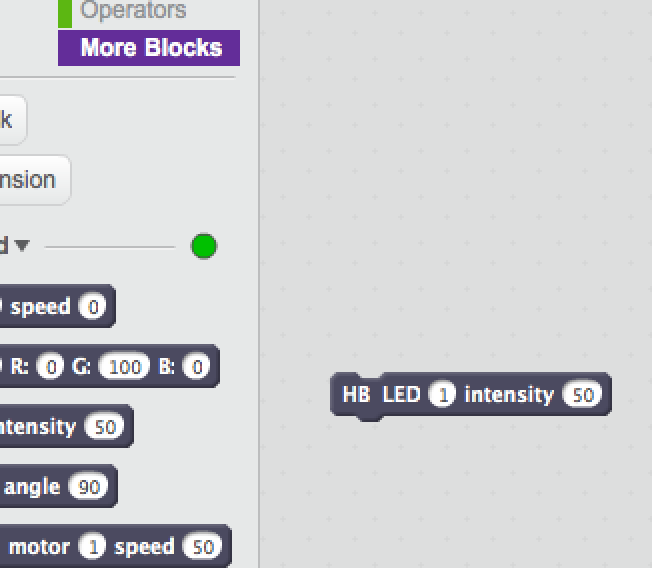 Operators
More Blocks
k
nsion
d
speed 0
R: 0 G: 100 B: 0
HB LED 1 intensity 50
ntensity 50
angle 90
motor 1 speed 50